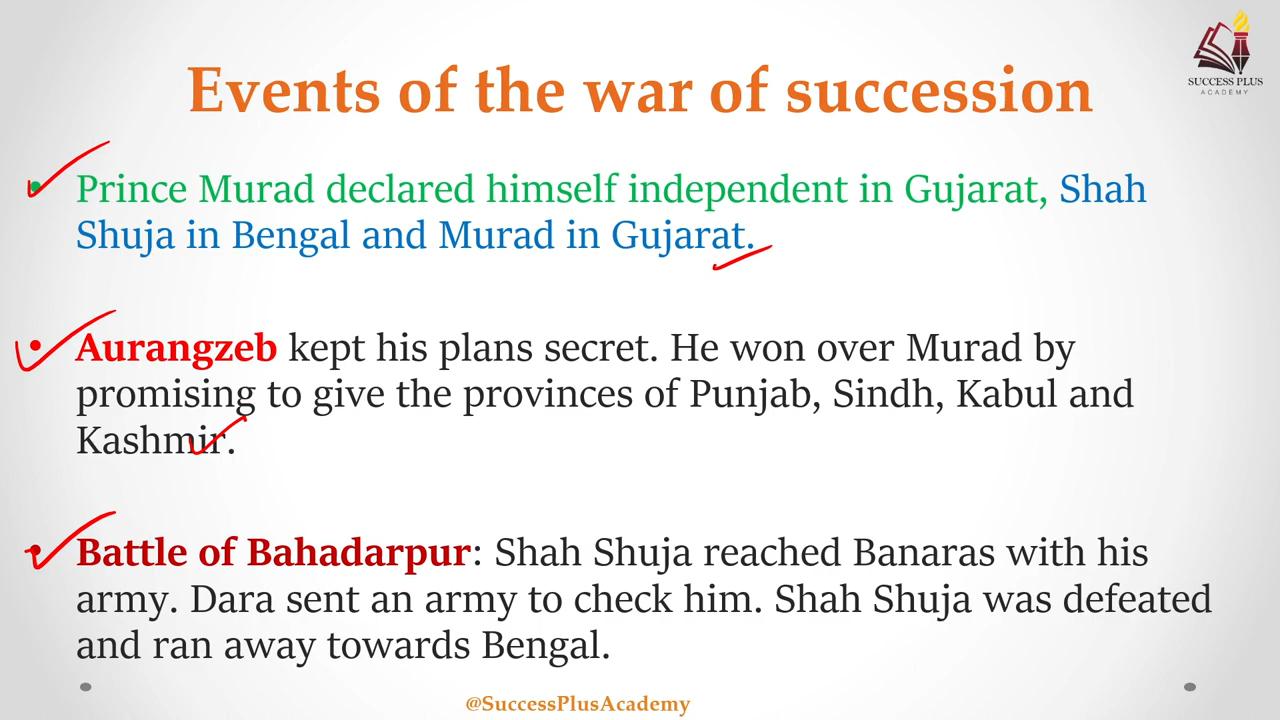 SUCCESS PLUS
ACADEMY
Events of the war of succession
• Prince Murad declared himself independent in Gujarat, Shah
Shuja in Bengal and Murad in Gujarat.
• Aurangzeb kept his plans secret. He won over Murad by
promising to give the provinces of Punjab, Sindh, Kabul and
Kashmir.
• Battle of Bahadarpur: Shah Shuja reached Banaras with his
army. Dara sent an army to check him. Shah Shuja was defeated
and ran away towards Bengal.
@SuccessPlusAcademy